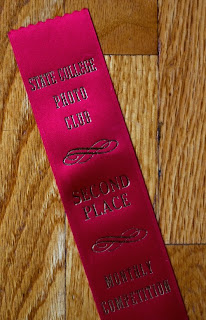 STATE COLLEGE
PHOTO
CLUB
SECOND
PLACE
MONTHLY
COMPETITION